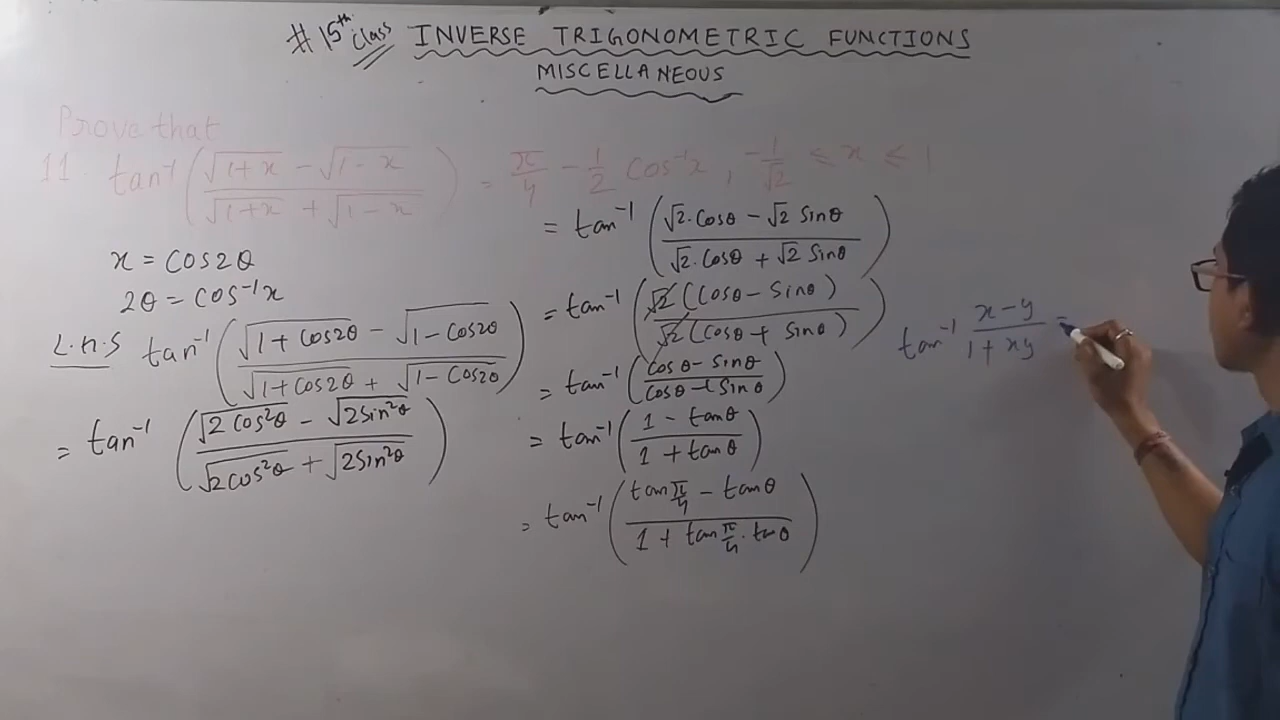 # 15th class INVERSE TRIGONOMETRIC FUNCTIONS
MISCELLANEOUS
Prove that
11. tan⁻¹((√(1+x) − √(1−x))/(√(1+x) + √(1−x))) = π/4 − 1/2 cos⁻¹x, −1/√2 ≤ x ≤ 1
x = cos2θ
2θ = cos⁻¹x
L.H.S tan⁻¹((√(1+cos2θ) − √(1−cos2θ))/(√(1+cos2θ) + √(1−cos2θ)))
= tan⁻¹((√(2cos²θ) − √(2sin²θ))/(√(2cos²θ) + √(2sin²θ)))
= tan⁻¹((√2.cosθ − √2 sinθ)/(√2.cosθ + √2 sinθ))
= tan⁻¹((√2(cosθ − sinθ))/(√2(cosθ + sinθ)))
= tan⁻¹((cosθ − sinθ)/(cosθ + sinθ))
= tan⁻¹((1 − tanθ)/(1 + tanθ))
= tan⁻¹((tan π/4 − tanθ)/(1 + tan π/4 . tanθ))
tan⁻¹ (x−y)/(1+xy) =